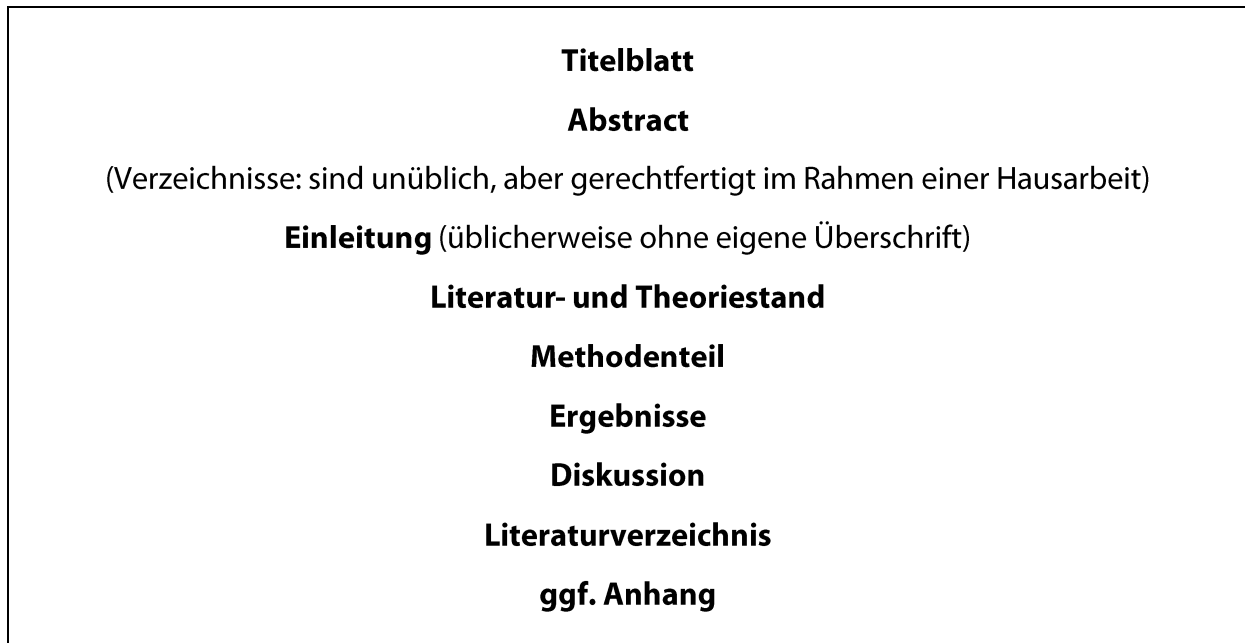 Titelblatt
Abstract
(Verzeichnisse: sind unüblich, aber gerechtfertigt im Rahmen einer Hausarbeit)
Einleitung (üblicherweise ohne eigene Überschrift)
Literatur- und Theoriestand
Methodenteil
Ergebnisse
Diskussion
Literaturverzeichnis
ggf. Anhang